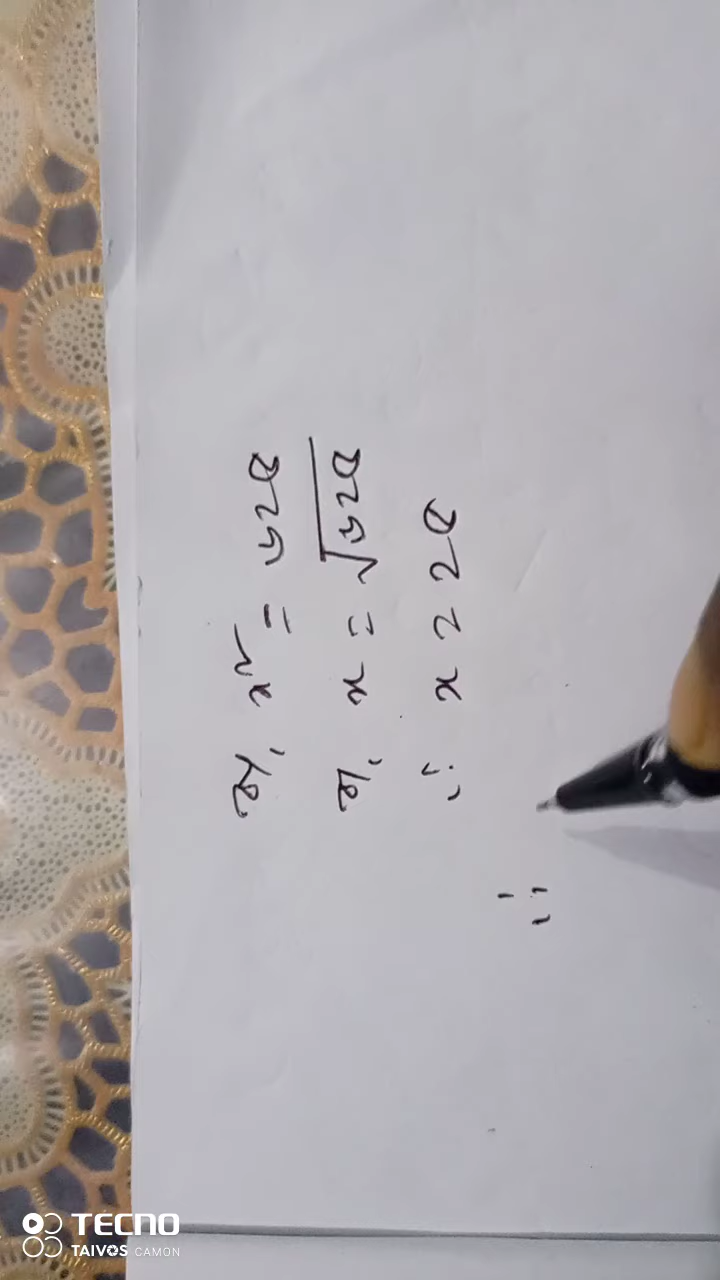 বা, x² = ৬২৫
বা, x = √৬২৫
∴ x = ২৫
∴
TECNO
TAIVOS CAMON